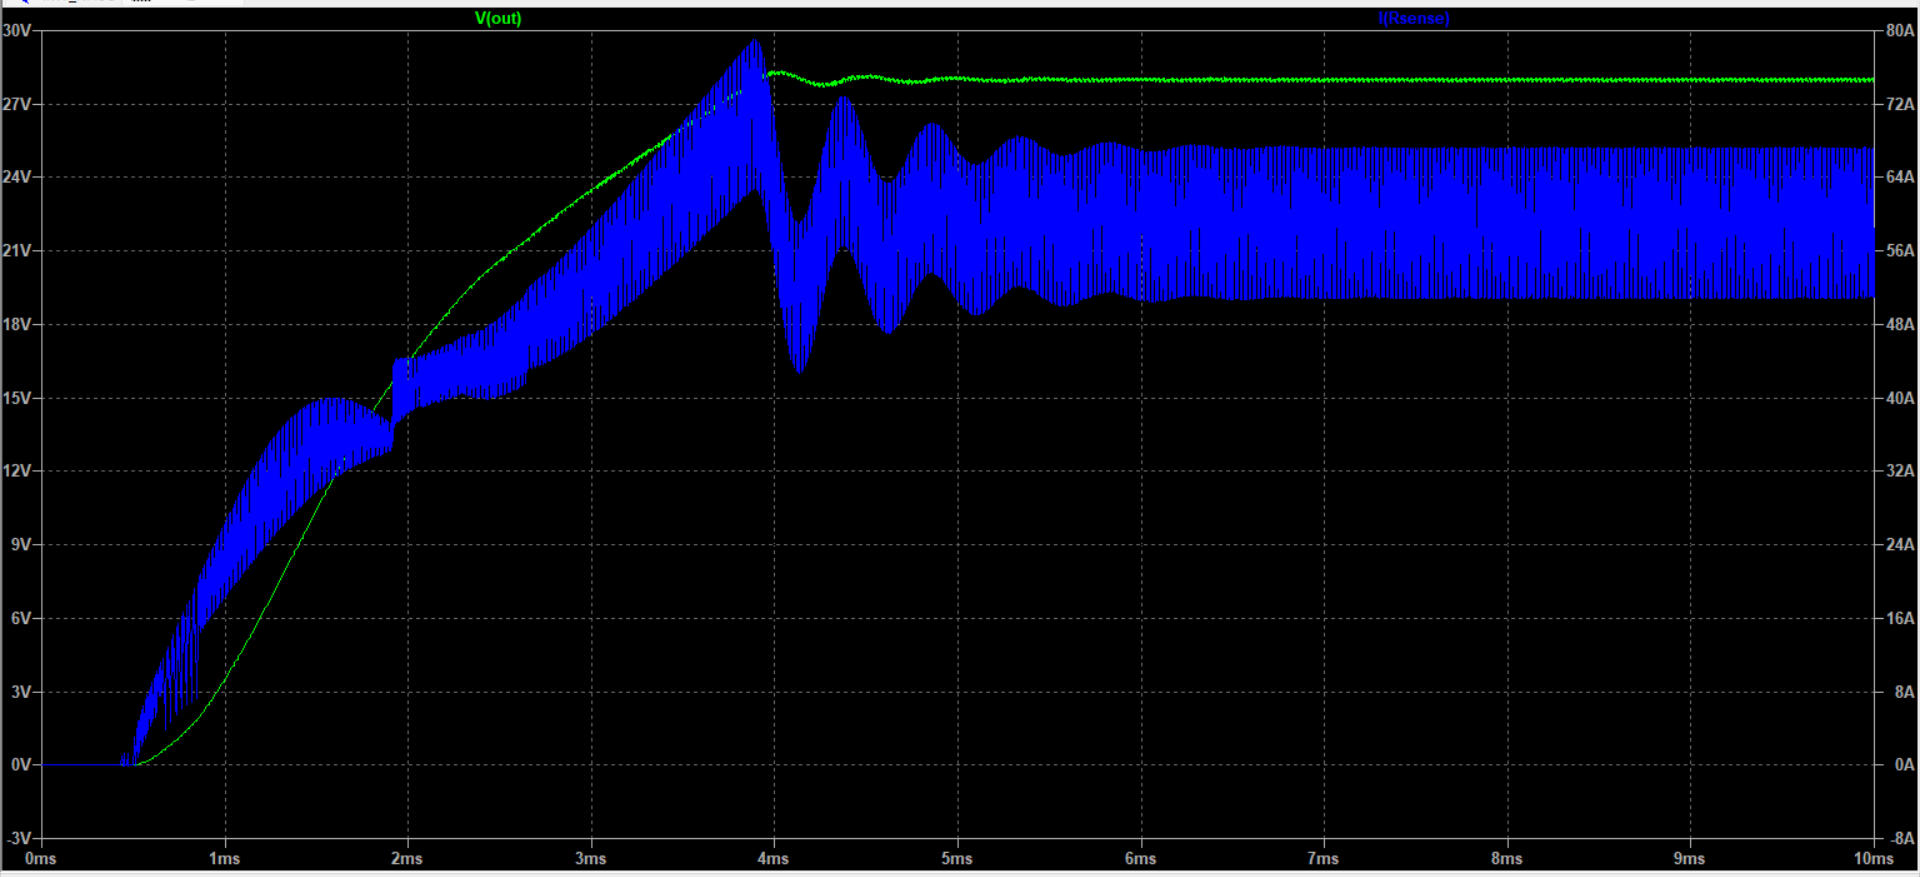 V(out) I(Rsense)
30V 80A
27V 72A
24V 64A
21V 56A
18V 48A
15V 40A
12V 32A
9V 24A
6V 16A
3V 8A
0V 0A
-3V -8A
0ms 1ms 2ms 3ms 4ms 5ms 6ms 7ms 8ms 9ms 10ms